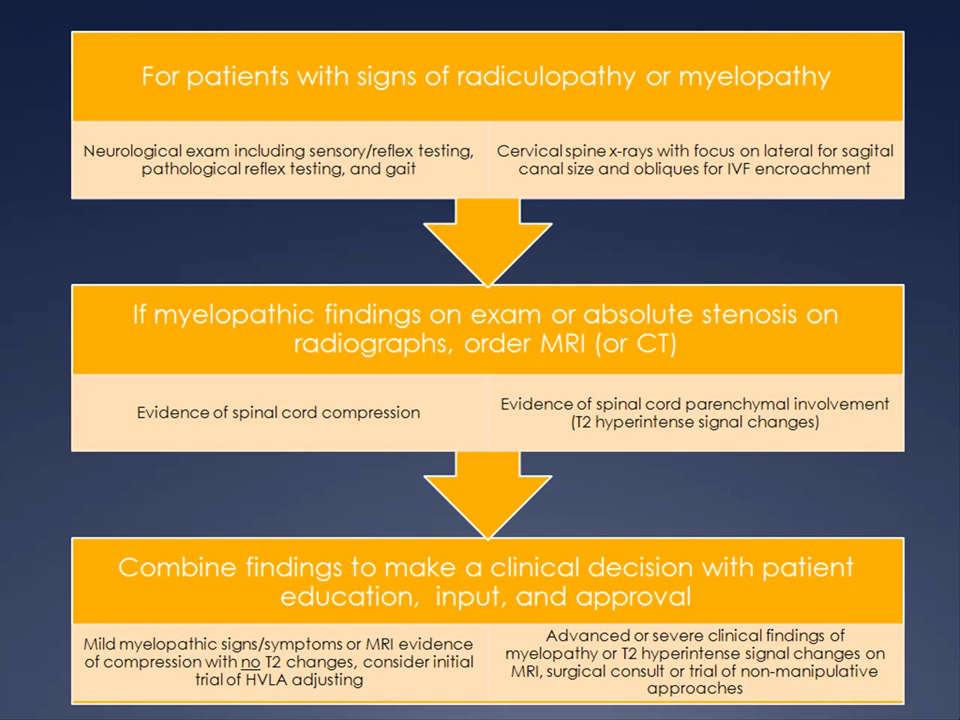 For patients with signs of radiculopathy or myelopathy
Neurological exam including sensory/reflex testing,
pathological reflex testing, and gait
Cervical spine x-rays with focus on lateral for sagital
canal size and obliques for IVF encroachment
If myelopathic findings on exam or absolute stenosis on
radiographs, order MRI (or CT)
Evidence of spinal cord compression
Evidence of spinal cord parenchymal involvement
(T2 hyperintense signal changes)
Combine findings to make a clinical decision with patient
education, input, and approval
Mild myelopathic signs/symptoms or MRI evidence
of compression with no T2 changes, consider initial
trial of HVLA adjusting
Advanced or severe clinical findings of
myelopathy or T2 hyperintense signal changes on
MRI, surgical consult or trial of non-manipulative
approaches